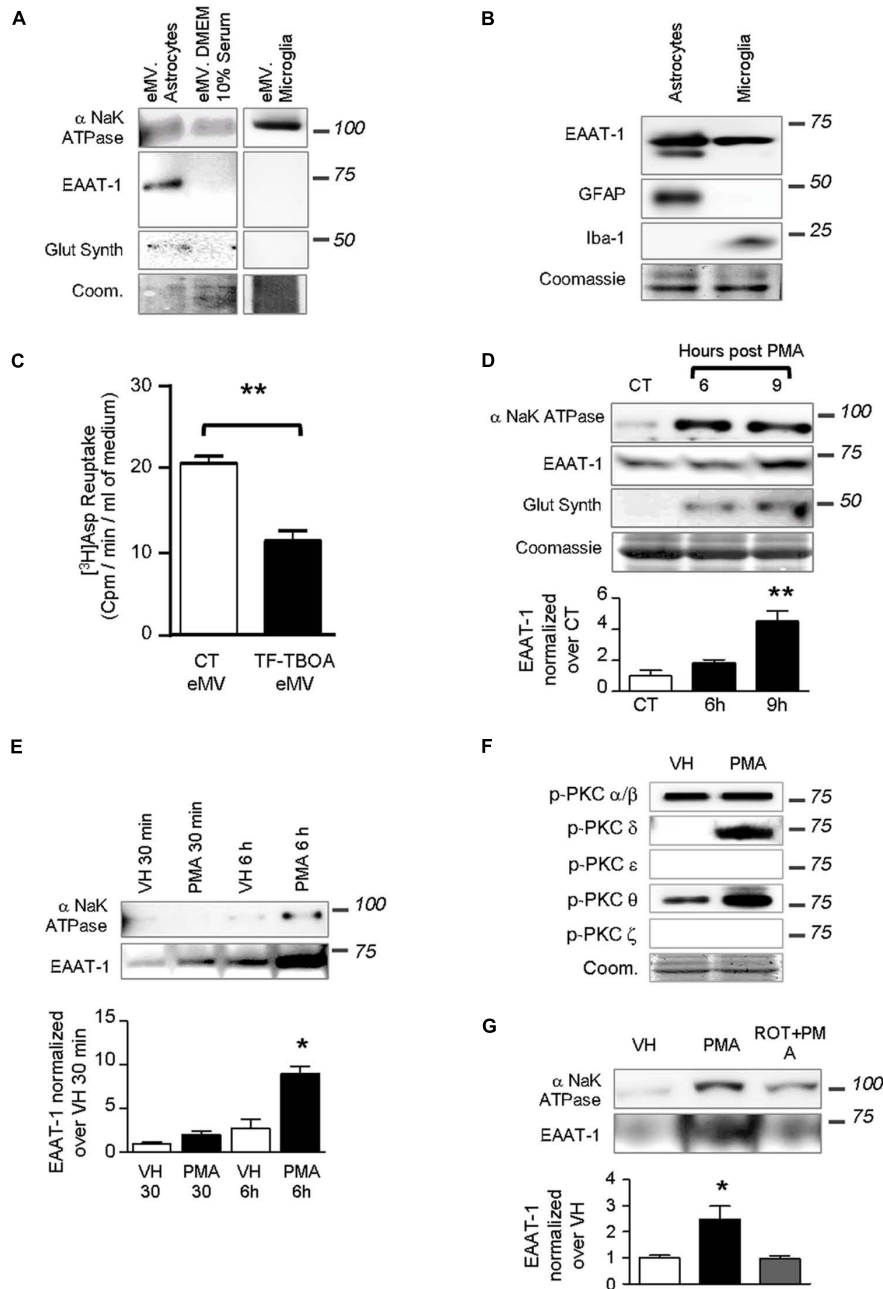 A
eMV. Astrocytes
eMV. DMEM 10% Serum
eMV. Microglia
α NaK
ATPase
100
EAAT-1
75
Glut Synth
50
Coom.
B
Astrocytes
Microglia
EAAT-1
75
GFAP
50
Iba-1
25
Coomassie
C
[³H]Asp Reuptake
(Cpm / min / ml of medium)
30
20
10
0
**
CT
eMV
TF-TBOA
eMV
D
Hours post PMA
CT
6
9
α NaK ATPase
100
EAAT-1
75
Glut Synth
50
Coomassie
EAAT-1
normalized
over CT
6
4
2
0
**
CT
6h
9h
E
VH 30 min
PMA 30 min
VH 6 h
PMA 6 h
α NaK
ATPase
100
EAAT-1
75
EAAT-1 normalized
over VH 30 min
15
10
5
0
*
VH
30
PMA
30
VH
6h
PMA
6h
F
VH
PMA
p-PKC α/β
75
p-PKC δ
75
p-PKC ε
75
p-PKC θ
75
p-PKC ζ
75
Coom.
G
VH
PMA
ROT+PM
A
α NaK
ATPase
100
EAAT-1
75
EAAT-1
normalized
over VH
4
3
2
1
0
*